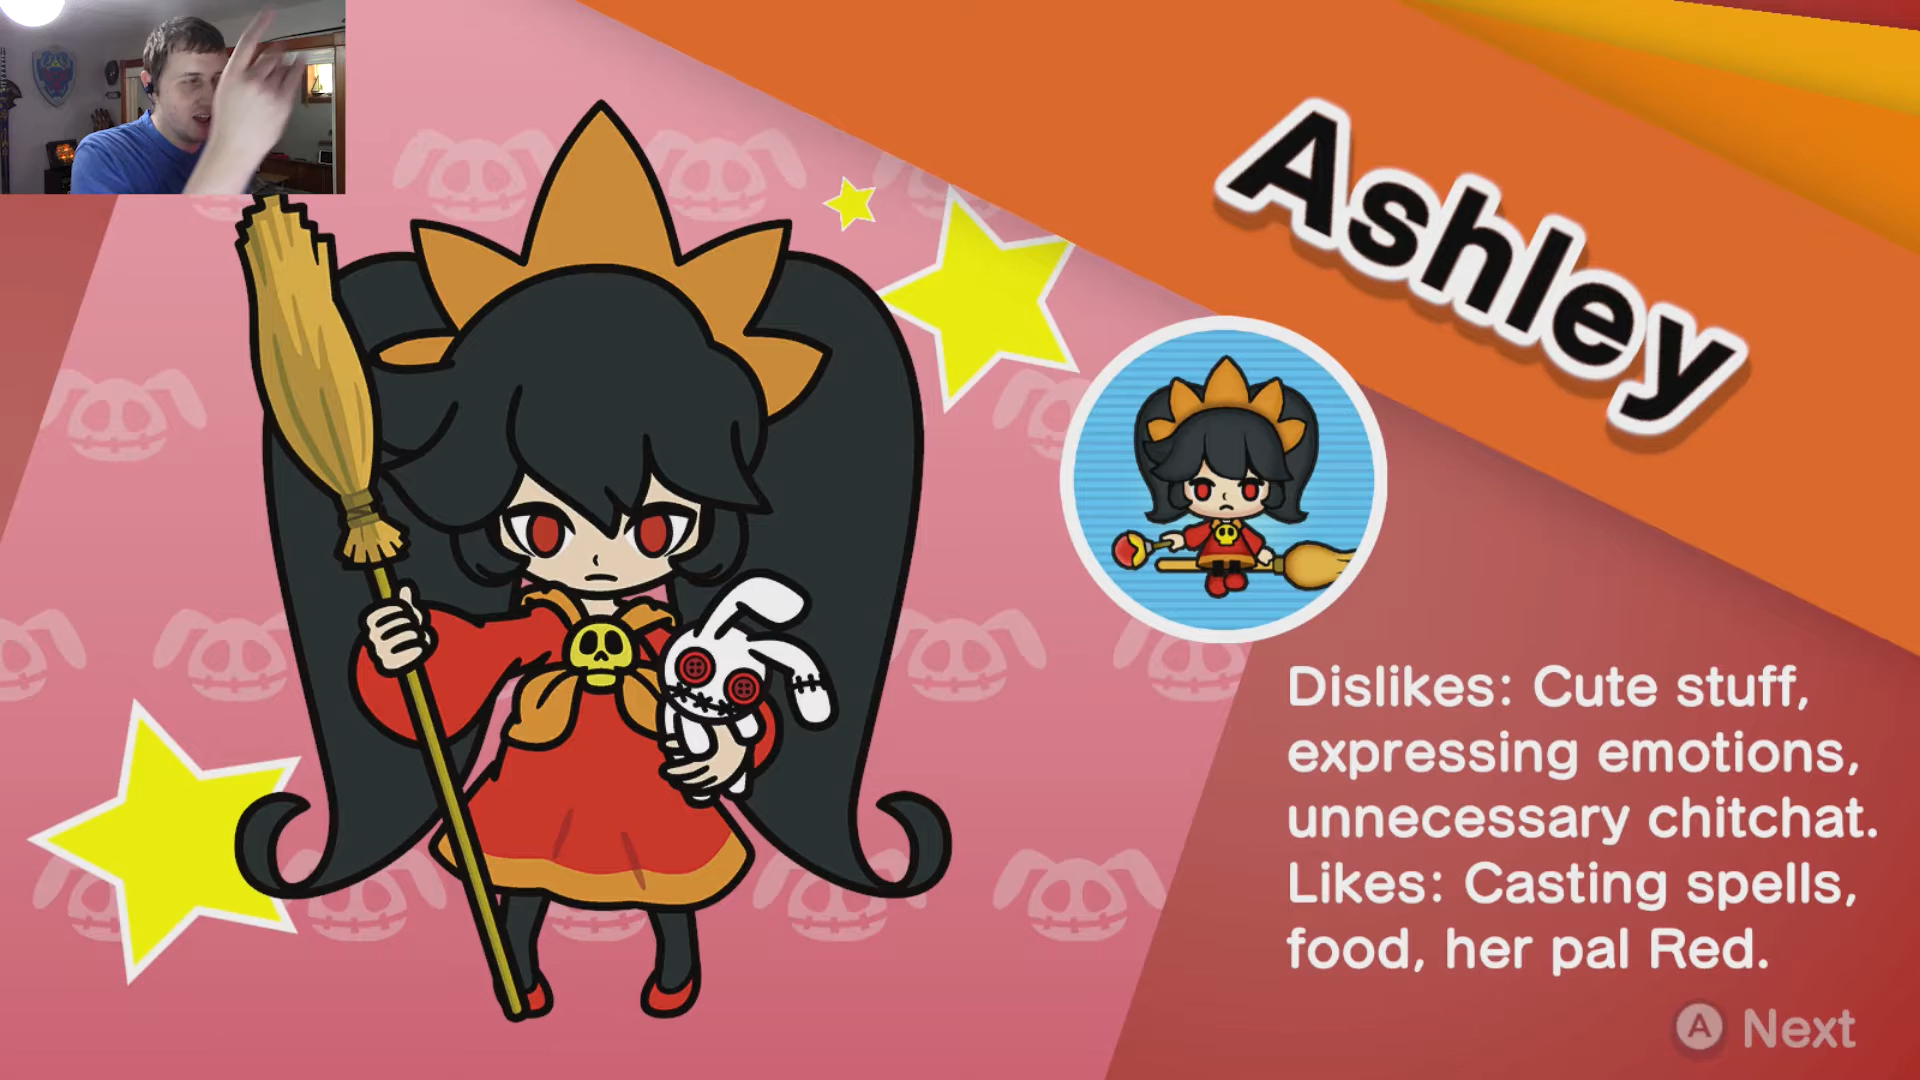 Ashley
Dislikes: Cute stuff,
expressing emotions,
unnecessary chitchat.
Likes: Casting spells,
food, her pal Red.
A Next